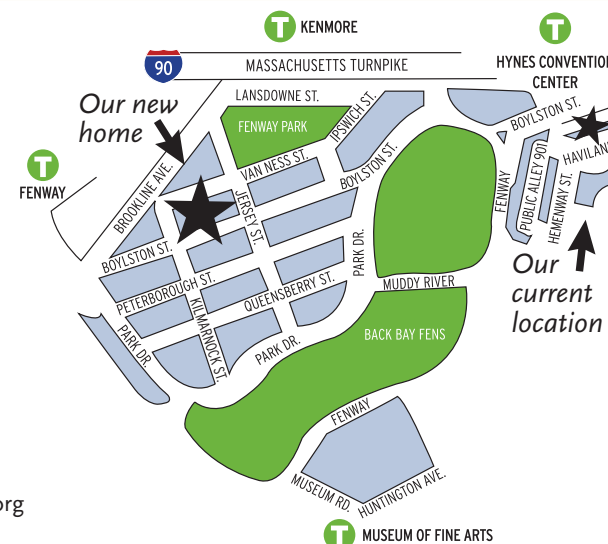 T KENMORE
T
HYNES CONVENTION
CENTER
90
MASSACHUSETTS TURNPIKE
LANSDOWNE ST.
Our new
home
FENWAY PARK
IPSWICH ST.
BOYLSTON ST.
T
FENWAY
BROOKLINE AVE.
VAN NESS ST.
BOYLSTON ST.
HAVILAND
PUBLIC ALLEY 901
FENWAY
HEMENWAY ST.
JERSEY ST.
PARK DR.
BOYLSTON ST.
Our
current
location
PETERBOROUGH ST.
QUEENSBERRY ST.
MUDDY RIVER
KILMARNOCK ST.
PARK DR.
PARK DR.
BACK BAY FENS
FENWAY
MUSEUM RD.
HUNTINGTON AVE.
org
T MUSEUM OF FINE ARTS